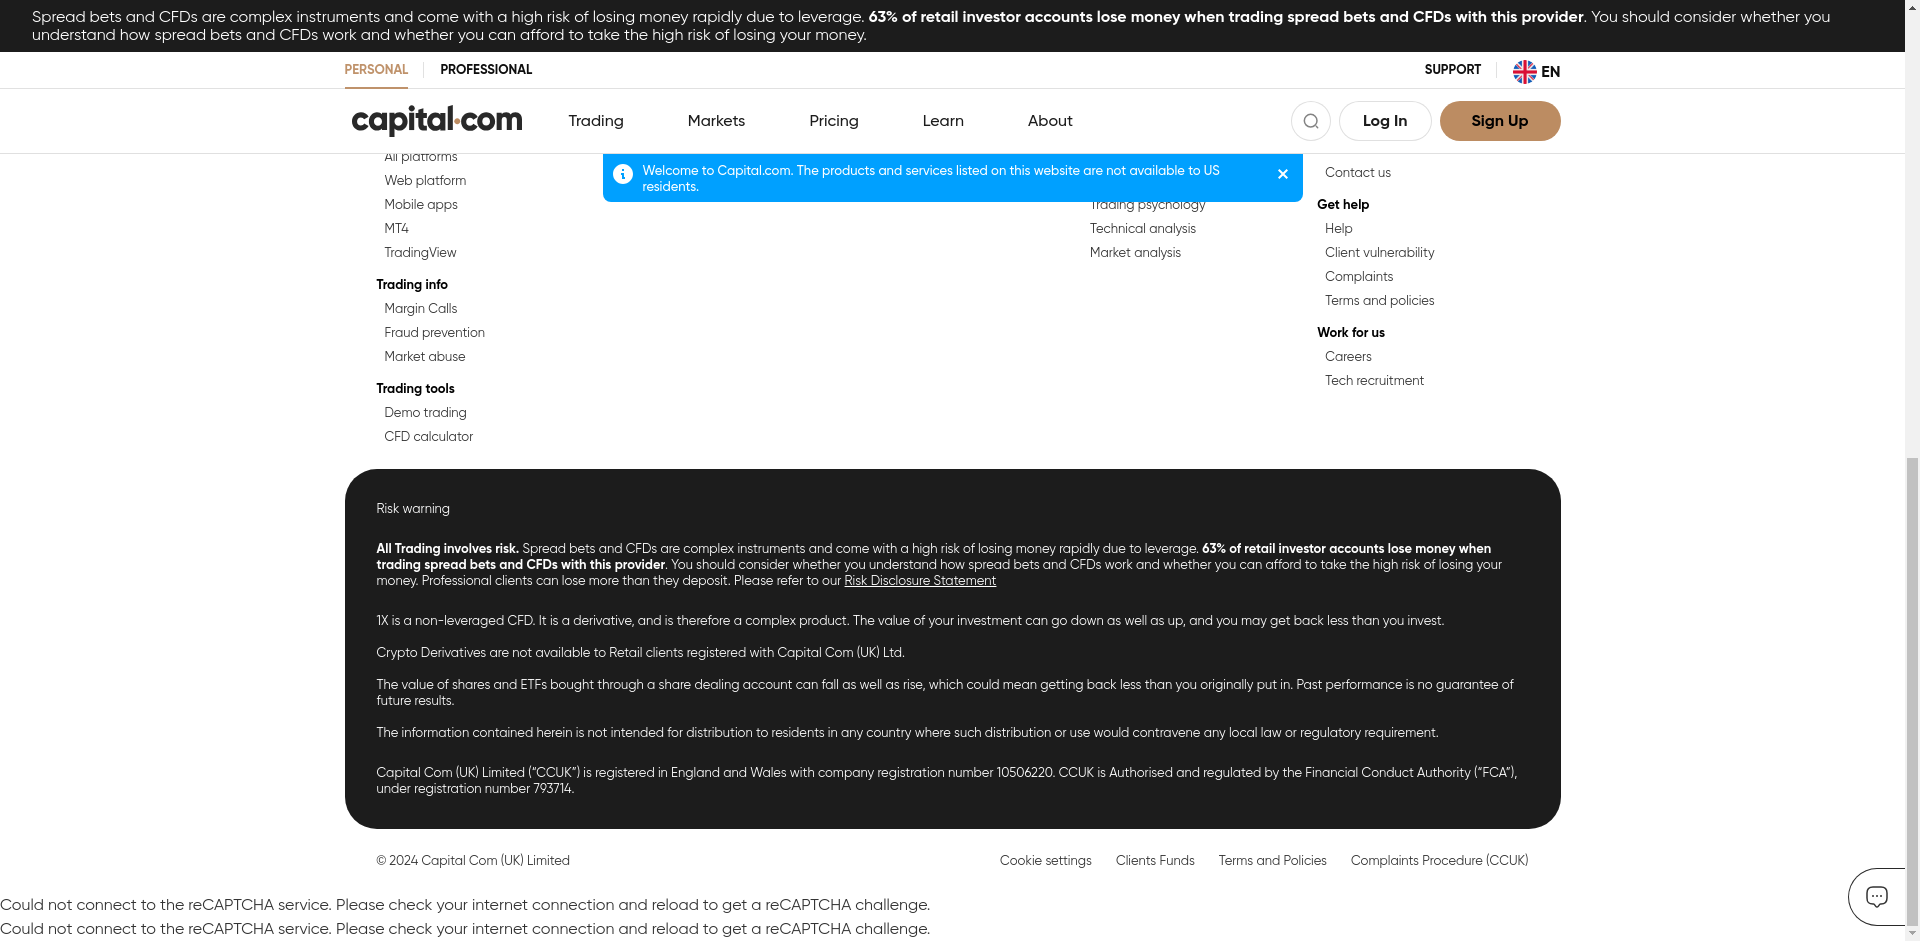 Spread bets and CFDs are complex instruments and come with a high risk of losing money rapidly due to leverage. 63% of retail investor accounts lose money when trading spread bets and CFDs with this provider. You should consider whether you
understand how spread bets and CFDs work and whether you can afford to take the high risk of losing your money.
PERSONAL
PROFESSIONAL
SUPPORT
EN
capital.com
Trading
Markets
Pricing
Learn
About
Log In
Sign Up
Welcome to Capital.com. The products and services listed on this website are not available to US
residents.
All platforms
Web platform
Mobile apps
MT4
TradingView
Trading info
Margin Calls
Fraud prevention
Market abuse
Trading tools
Demo trading
CFD calculator
Trading psychology
Technical analysis
Market analysis
Contact us
Get help
Help
Client vulnerability
Complaints
Terms and policies
Work for us
Careers
Tech recruitment
Risk warning
All Trading involves risk. Spread bets and CFDs are complex instruments and come with a high risk of losing money rapidly due to leverage. 63% of retail investor accounts lose money when
trading spread bets and CFDs with this provider. You should consider whether you understand how spread bets and CFDs work and whether you can afford to take the high risk of losing your
money. Professional clients can lose more than they deposit. Please refer to our Risk Disclosure Statement
1X is a non-leveraged CFD. It is a derivative, and is therefore a complex product. The value of your investment can go down as well as up, and you may get back less than you invest.
Crypto Derivatives are not available to Retail clients registered with Capital Com (UK) Ltd.
The value of shares and ETFs bought through a share dealing account can fall as well as rise, which could mean getting back less than you originally put in. Past performance is no guarantee of
future results.
The information contained herein is not intended for distribution to residents in any country where such distribution or use would contravene any local law or regulatory requirement.
Capital Com (UK) Limited (“CCUK”) is registered in England and Wales with company registration number 10506220. CCUK is Authorised and regulated by the Financial Conduct Authority (“FCA”),
under registration number 793714.
© 2024 Capital Com (UK) Limited
Cookie settings
Clients Funds
Terms and Policies
Complaints Procedure (CCUK)
Could not connect to the reCAPTCHA service. Please check your internet connection and reload to get a reCAPTCHA challenge.
Could not connect to the reCAPTCHA service. Please check your internet connection and reload to get a reCAPTCHA challenge.